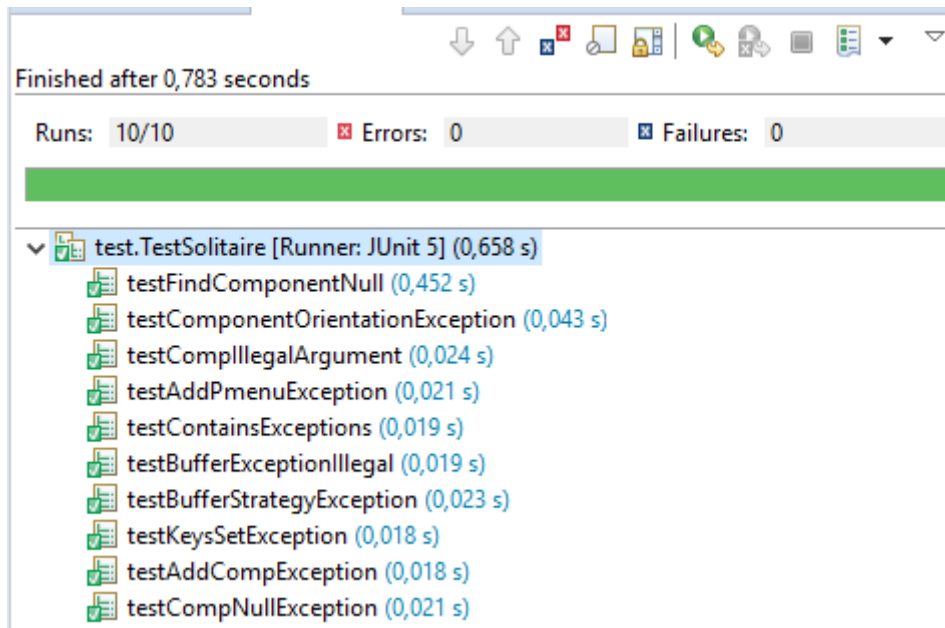 Finished after 0,783 seconds
Runs: 10/10 Errors: 0 Failures: 0
test.TestSolitaire [Runner: JUnit 5] (0,658 s)
testFindComponentNull (0,452 s)
testComponentOrientationException (0,043 s)
testCompIllegalArgument (0,024 s)
testAddPmenuException (0,021 s)
testContainsExceptions (0,019 s)
testBufferExceptionIllegal (0,019 s)
testBufferStrategyException (0,023 s)
testKeysSetException (0,018 s)
testAddCompException (0,018 s)
testCompNullException (0,021 s)